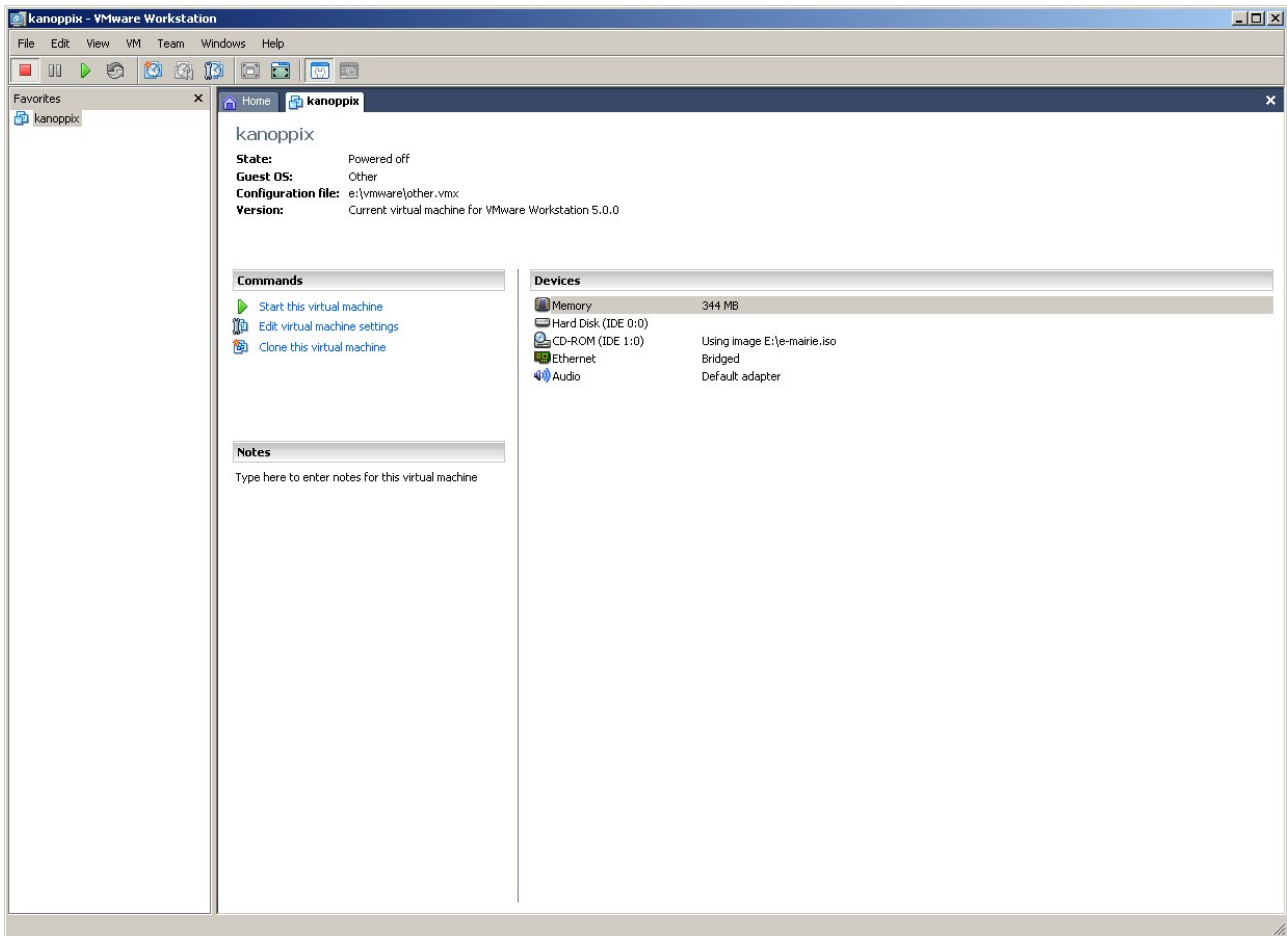 kanoppix - VMware Workstation
File Edit View VM Team Windows Help
Favorites
kanoppix
Home kanoppix
kanoppix
State: Powered off
Guest OS: Other
Configuration file: e:\vmware\other.vmx
Version: Current virtual machine for VMware Workstation 5.0.0
Commands
Start this virtual machine
Edit virtual machine settings
Clone this virtual machine
Notes
Type here to enter notes for this virtual machine
Devices
Memory 344 MB
Hard Disk (IDE 0:0)
CD-ROM (IDE 1:0) Using image E:\e-mairie.iso
Ethernet Bridged
Audio Default adapter